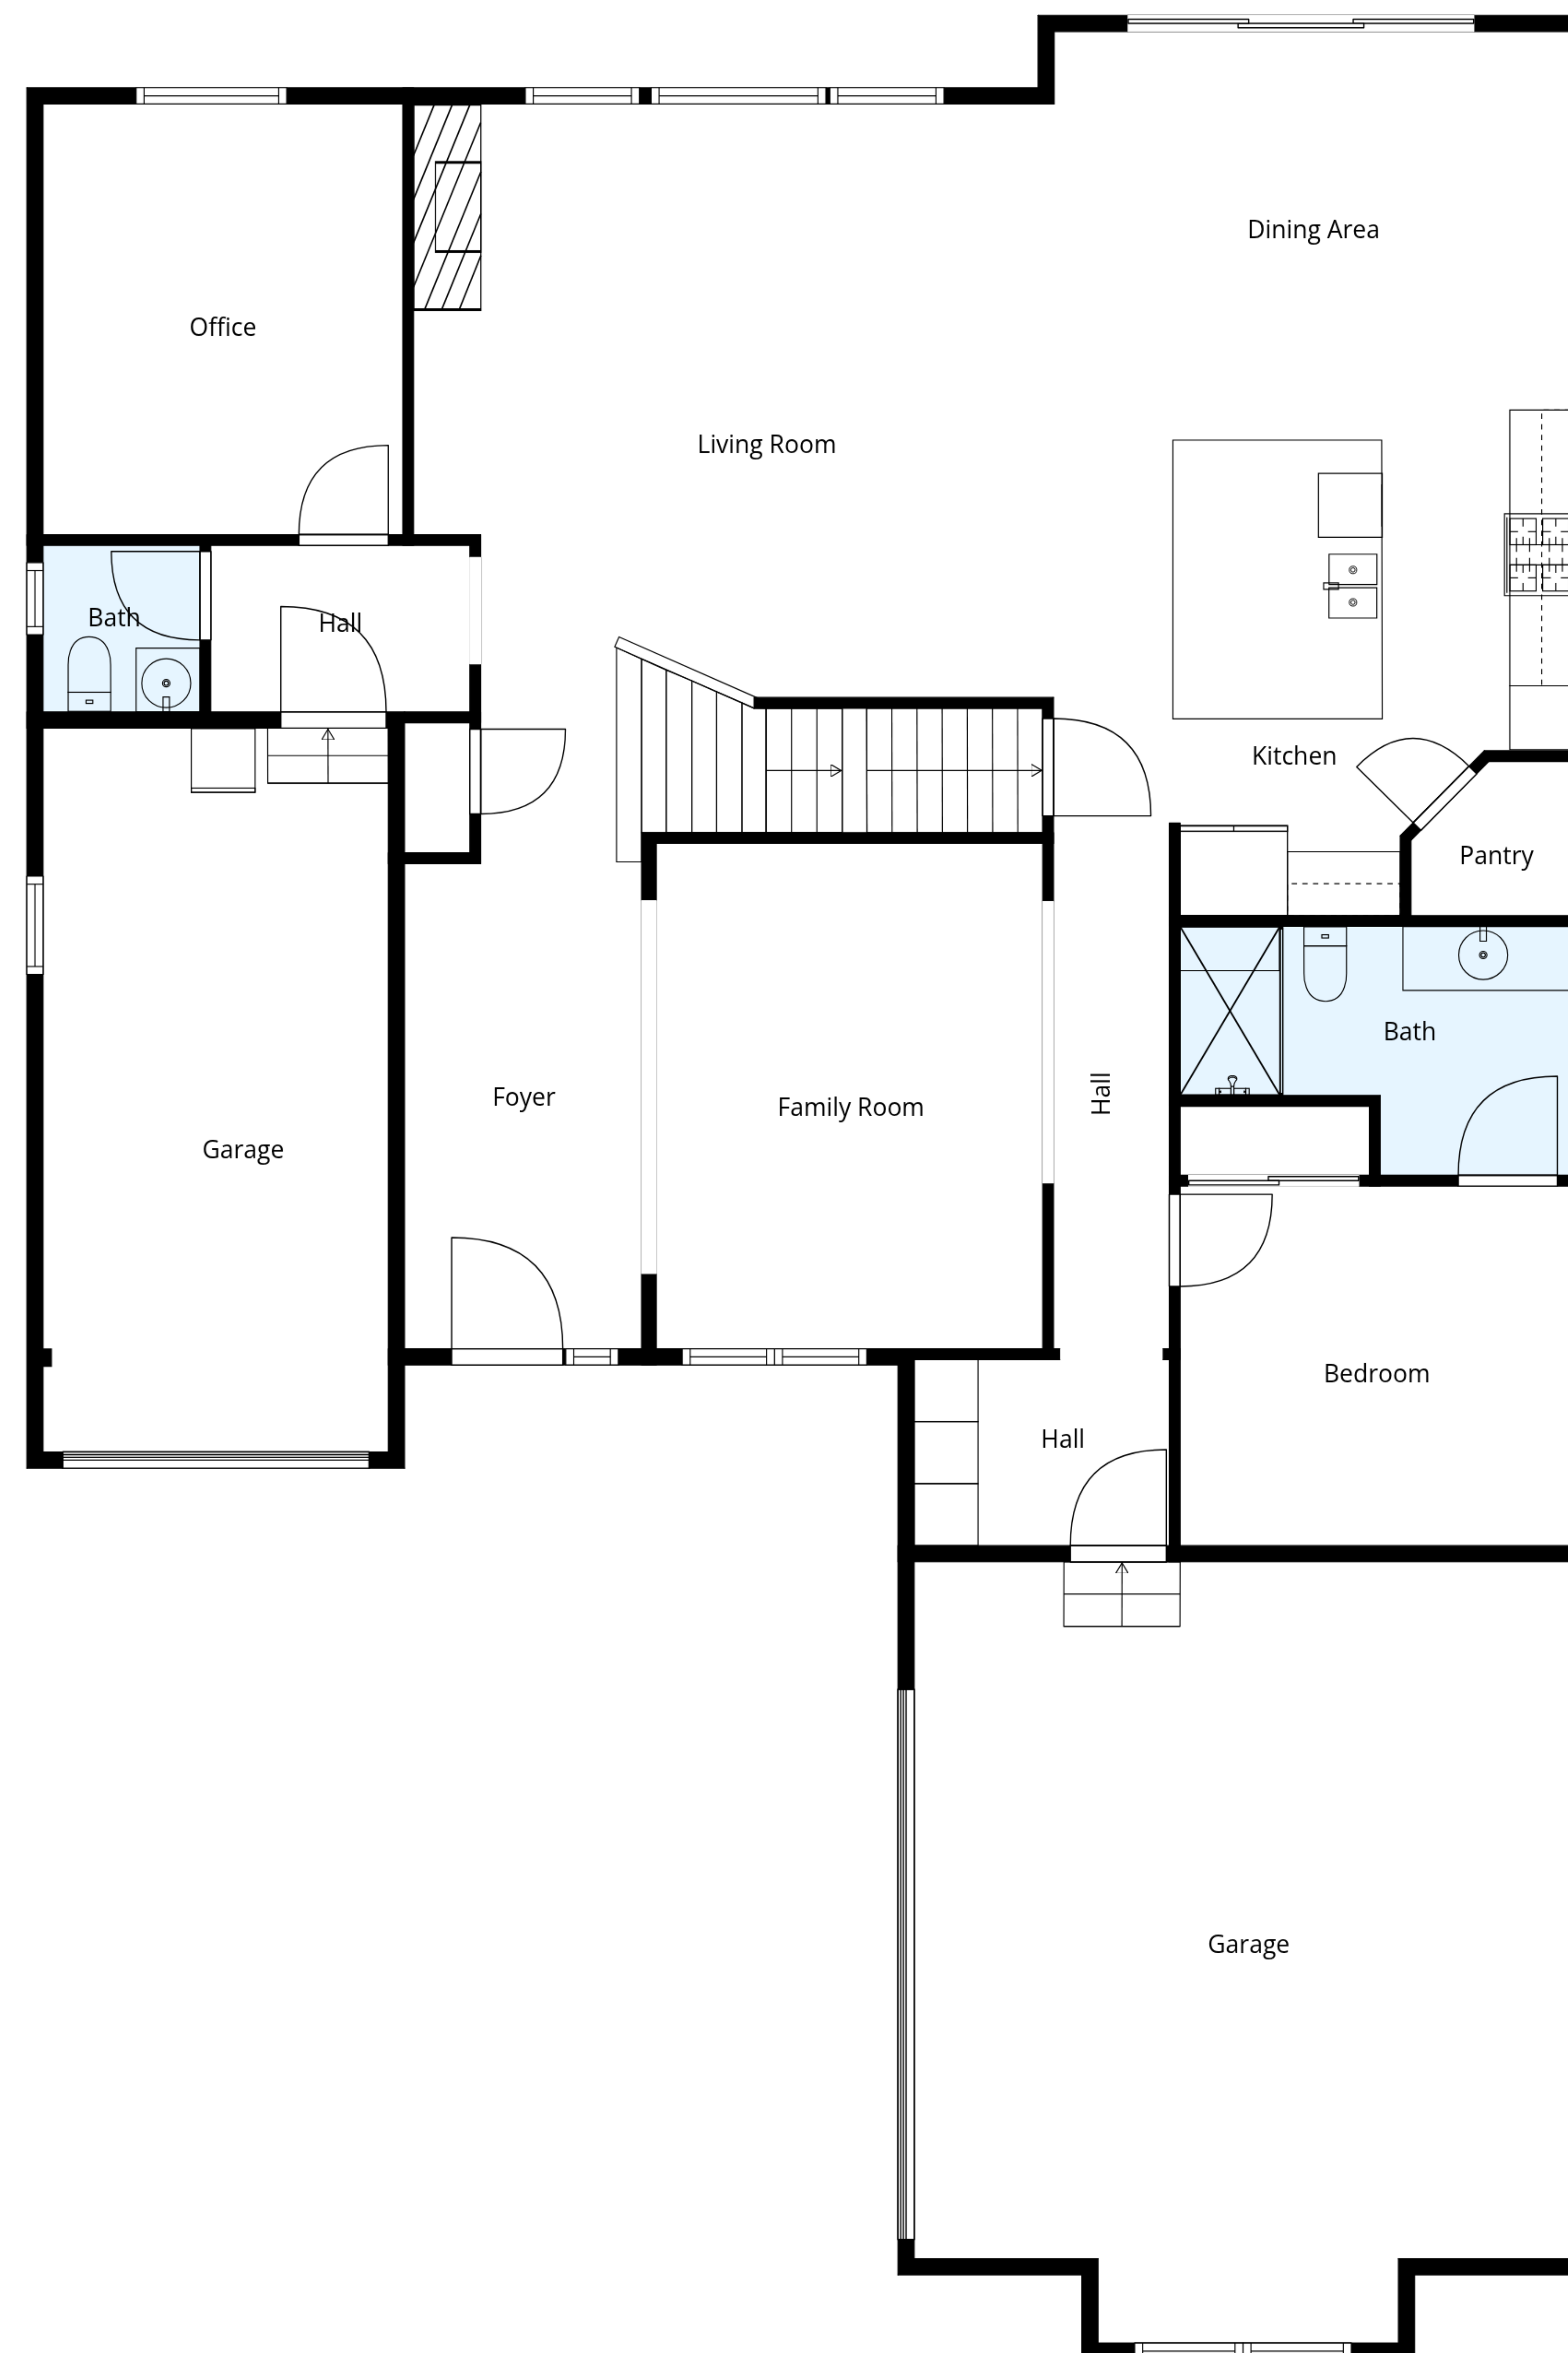 Dining Area
Office
Living Room
Bath
Hall
Kitchen
Pantry
Bath
Foyer
Family Room
Hall
Garage
Bedroom
Hall
Garage